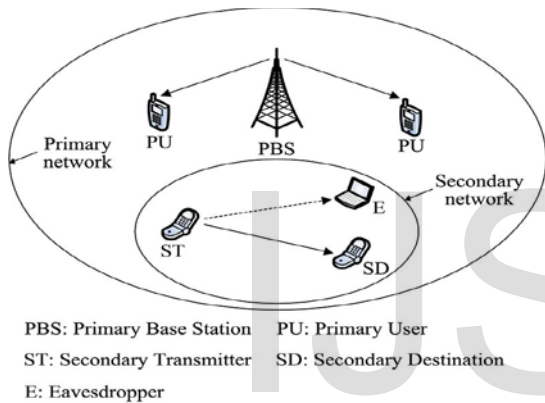 PU
PBS
PU
Primary
network
Secondary
network
E
ST
SD
PBS: Primary Base Station PU: Primary User
ST: Secondary Transmitter SD: Secondary Destination
E: Eavesdropper
IJS